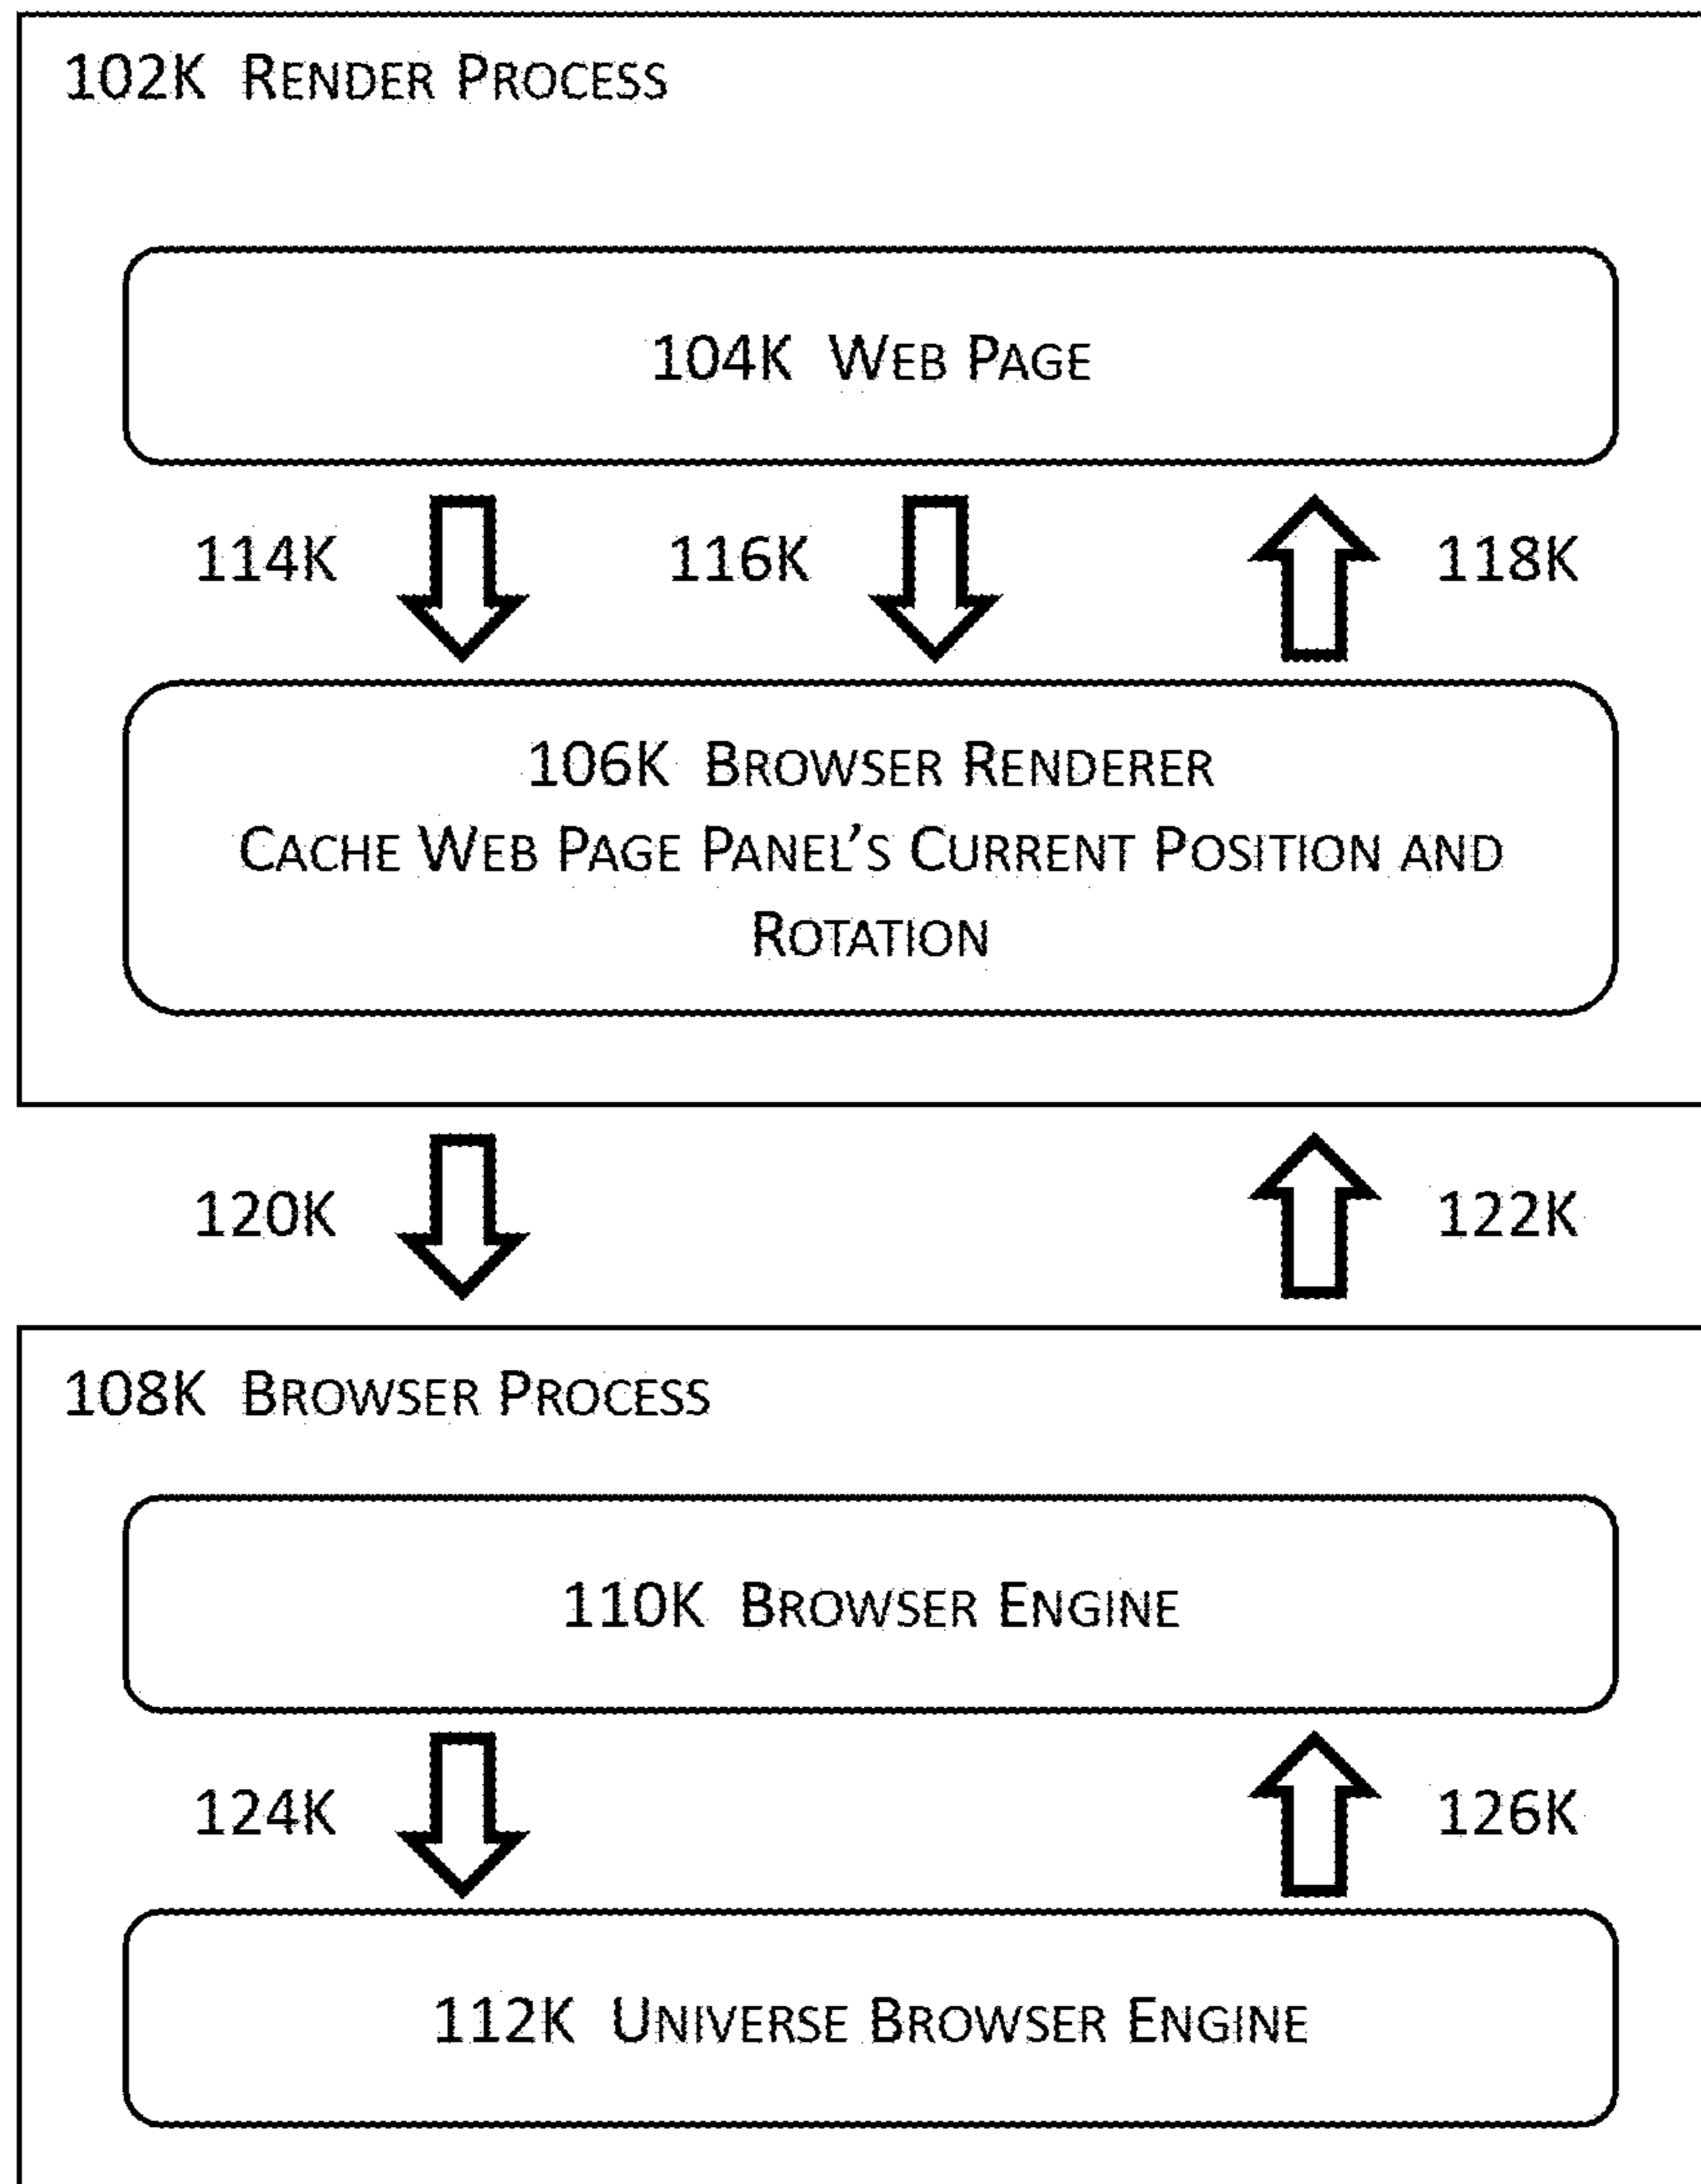 102K Render Process
104K Web Page
114K
116K
118K
106K Browser Renderer
Cache Web Page Panel’s Current Position and
Rotation
120K
122K
108K Browser Process
110K Browser Engine
124K
126K
112K Universe Browser Engine